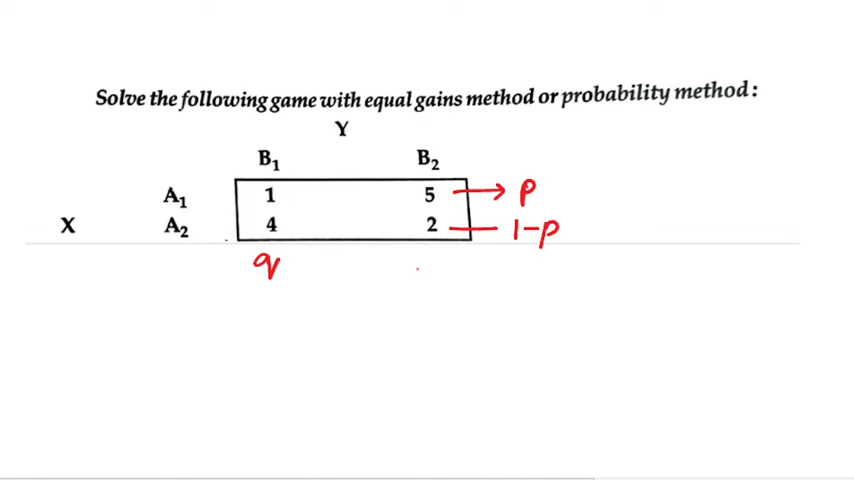 Solve the following game with equal gains method or probability method :
Y
B₁ B₂
A₁ 1 5 p
X A₂ 4 2 1-p
q